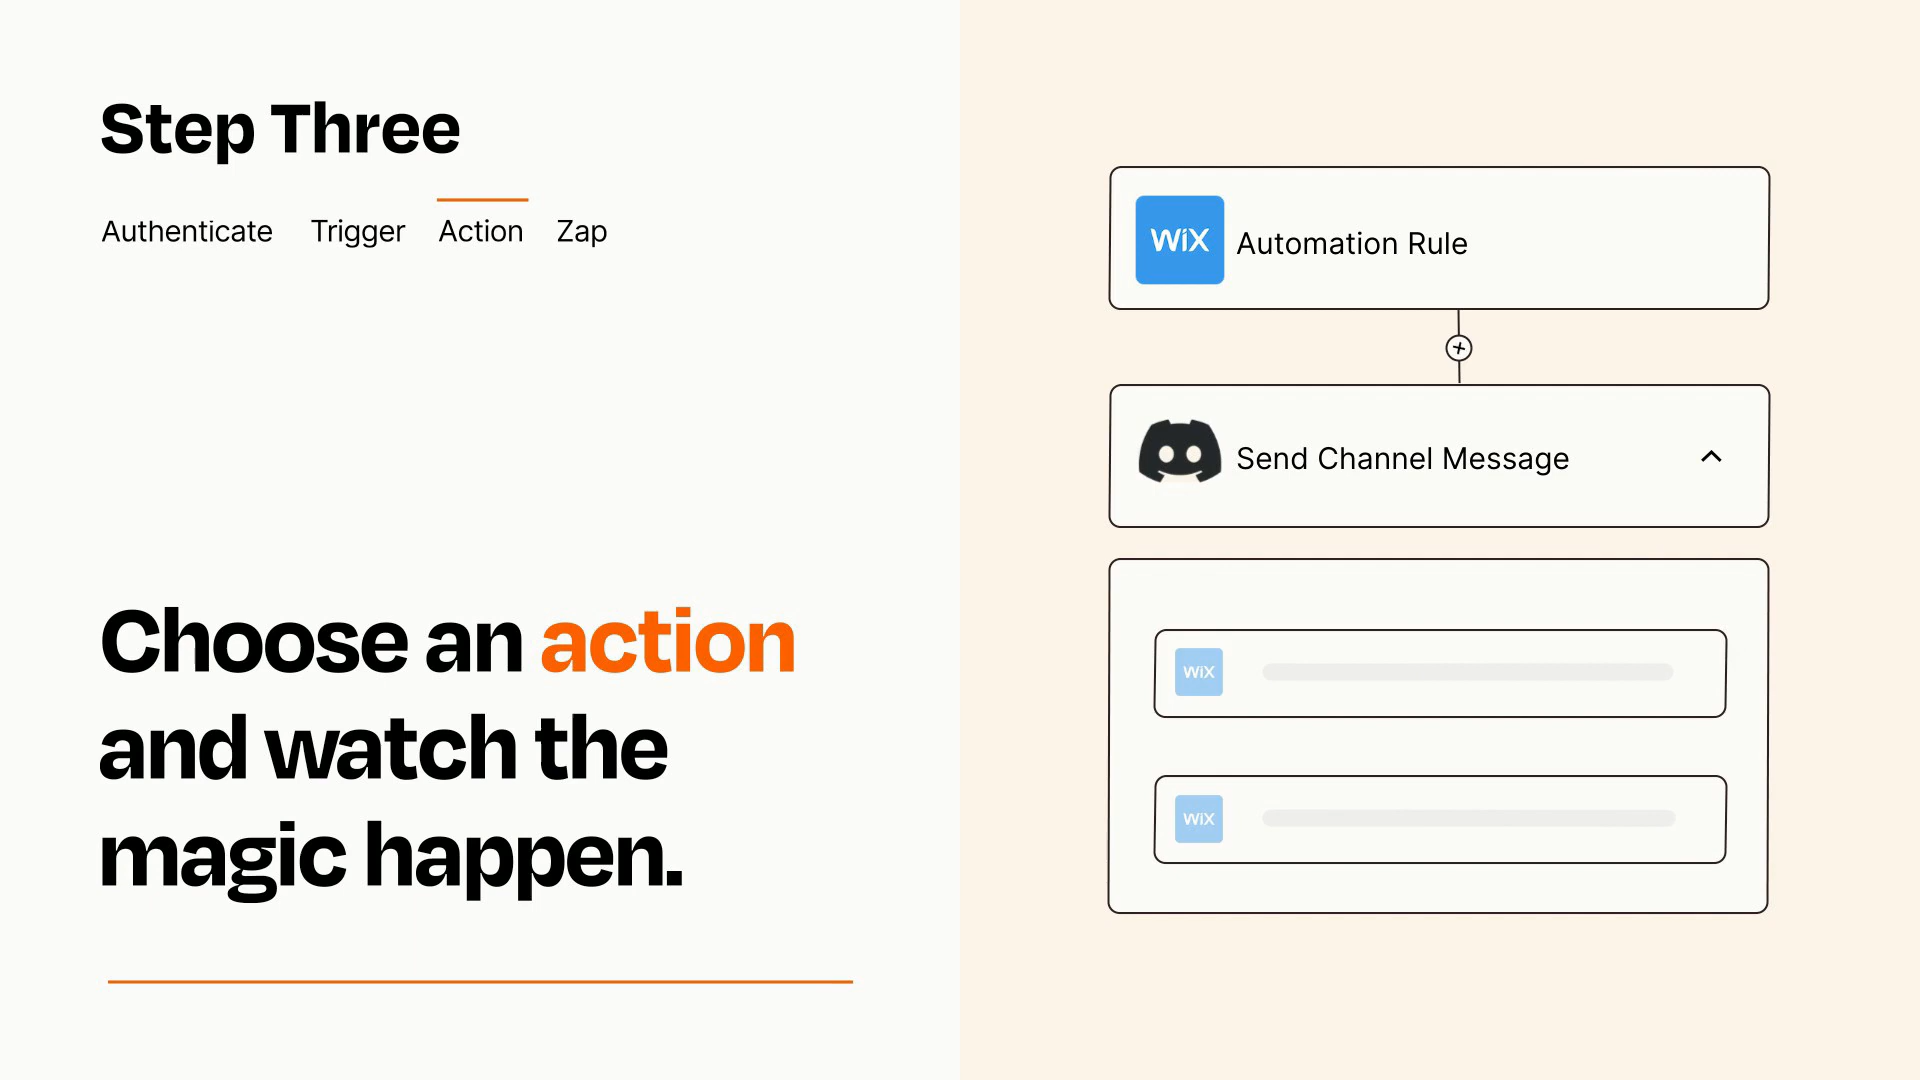 Step Three
Authenticate Trigger Action Zap
Choose an action
and watch the
magic happen.
WiX Automation Rule
Send Channel Message
WiX
WiX